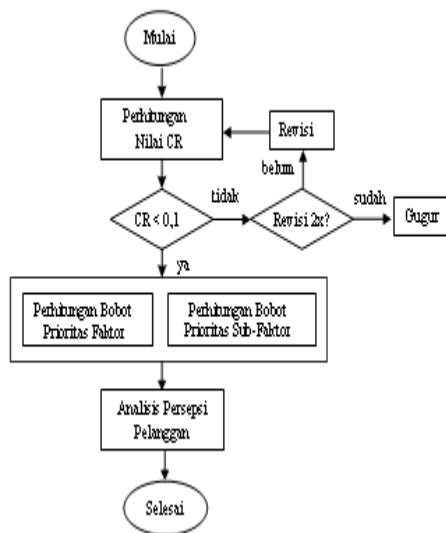 Mulai
Perhitungan
Nilai CR
Revisi
belum
CR < 0,1
tidak
Revisi 2x?
sudah
Gugur
ya
Perhitungan Bobot
Prioritas Faktor
Perhitungan Bobot
Prioritas Sub-Faktor
Analisis Persepsi
Pelanggan
Selesai